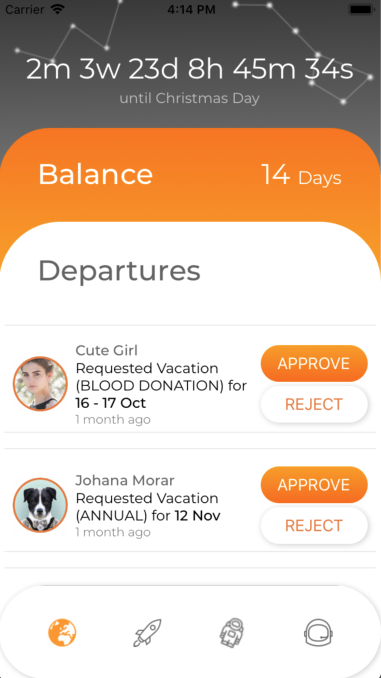 Carrier 4:14 PM
2m 3w 23d 8h 45m 34s
until Christmas Day
Balance 14 Days
Departures
Cute Girl
Requested Vacation
(BLOOD DONATION) for
16 - 17 Oct
1 month ago
APPROVE
REJECT
Johana Morar
Requested Vacation
(ANNUAL) for 12 Nov
1 month ago
APPROVE
REJECT